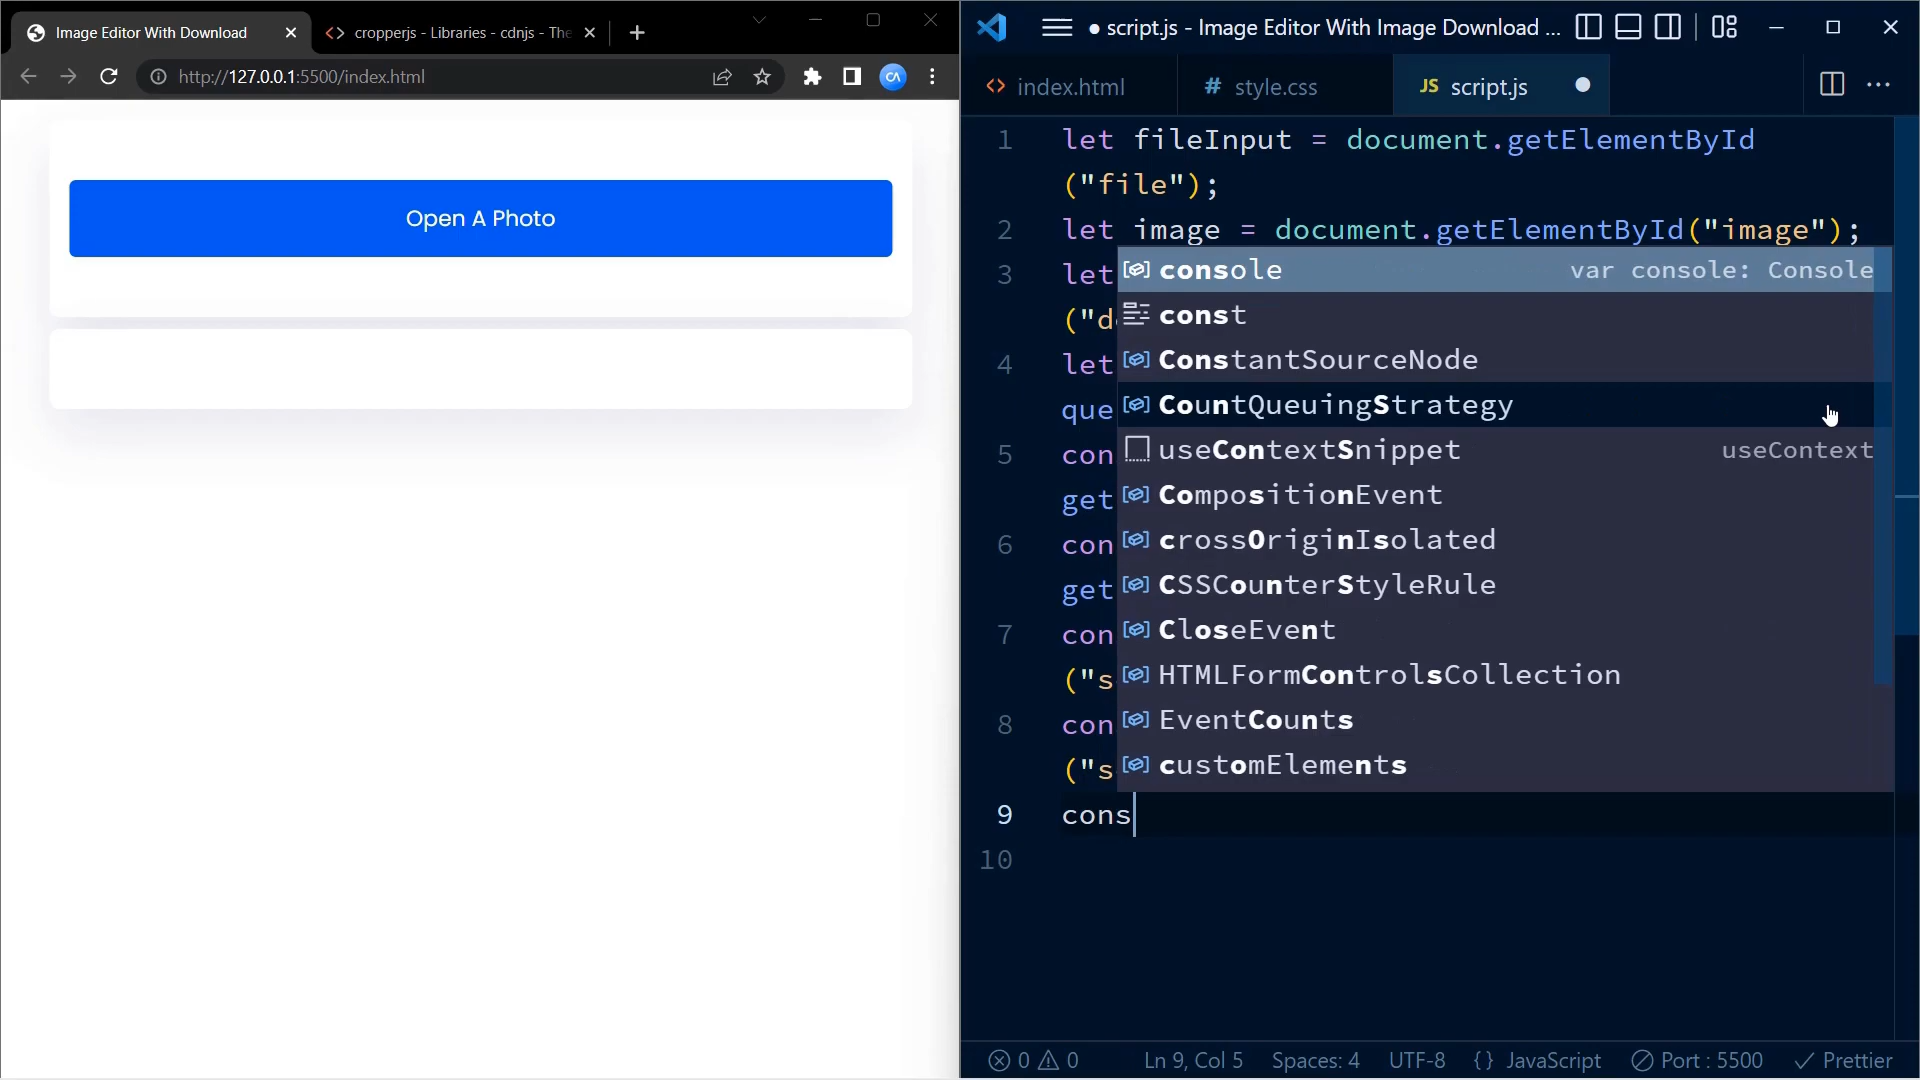 Image Editor With Download
<> cropperjs - Libraries - cdnjs - The
http://127.0.0.1:5500/index.html
CA
Open A Photo
● script.js - Image Editor With Image Download ...
<> index.html
# style.css
JS script.js
1 let fileInput = document.getElementById
("file");
2 let image = document.getElementById("image");
3 let
("d
4 let
que
5 con
get
6 con
get
7 con
("s
8 con
("s
9 cons
10
console var console: Console
const
ConstantSourceNode
CountQueuingStrategy
useContextSnippet useContext
CompositionEvent
crossOriginIsolated
CSSCounterStyleRule
CloseEvent
HTMLFormControlsCollection
EventCounts
customElements
0 0 Ln 9, Col 5 Spaces: 4 UTF-8 {} JavaScript Port : 5500 Prettier